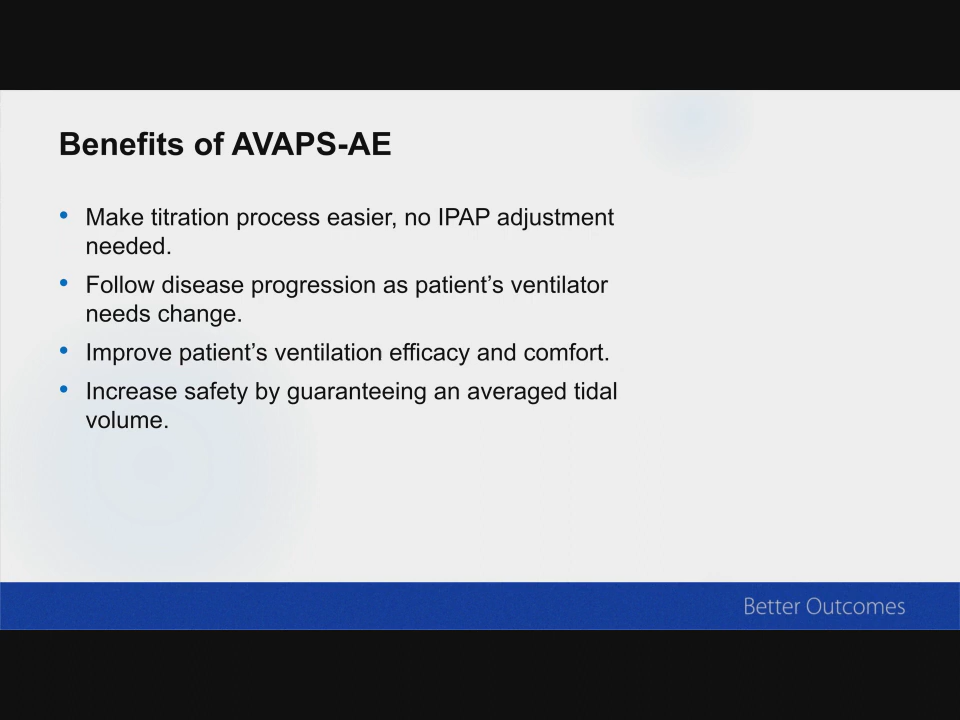 Benefits of AVAPS-AE
• Make titration process easier, no IPAP adjustment
needed.
• Follow disease progression as patient’s ventilator
needs change.
• Improve patient’s ventilation efficacy and comfort.
• Increase safety by guaranteeing an averaged tidal
volume.
Better Outcomes